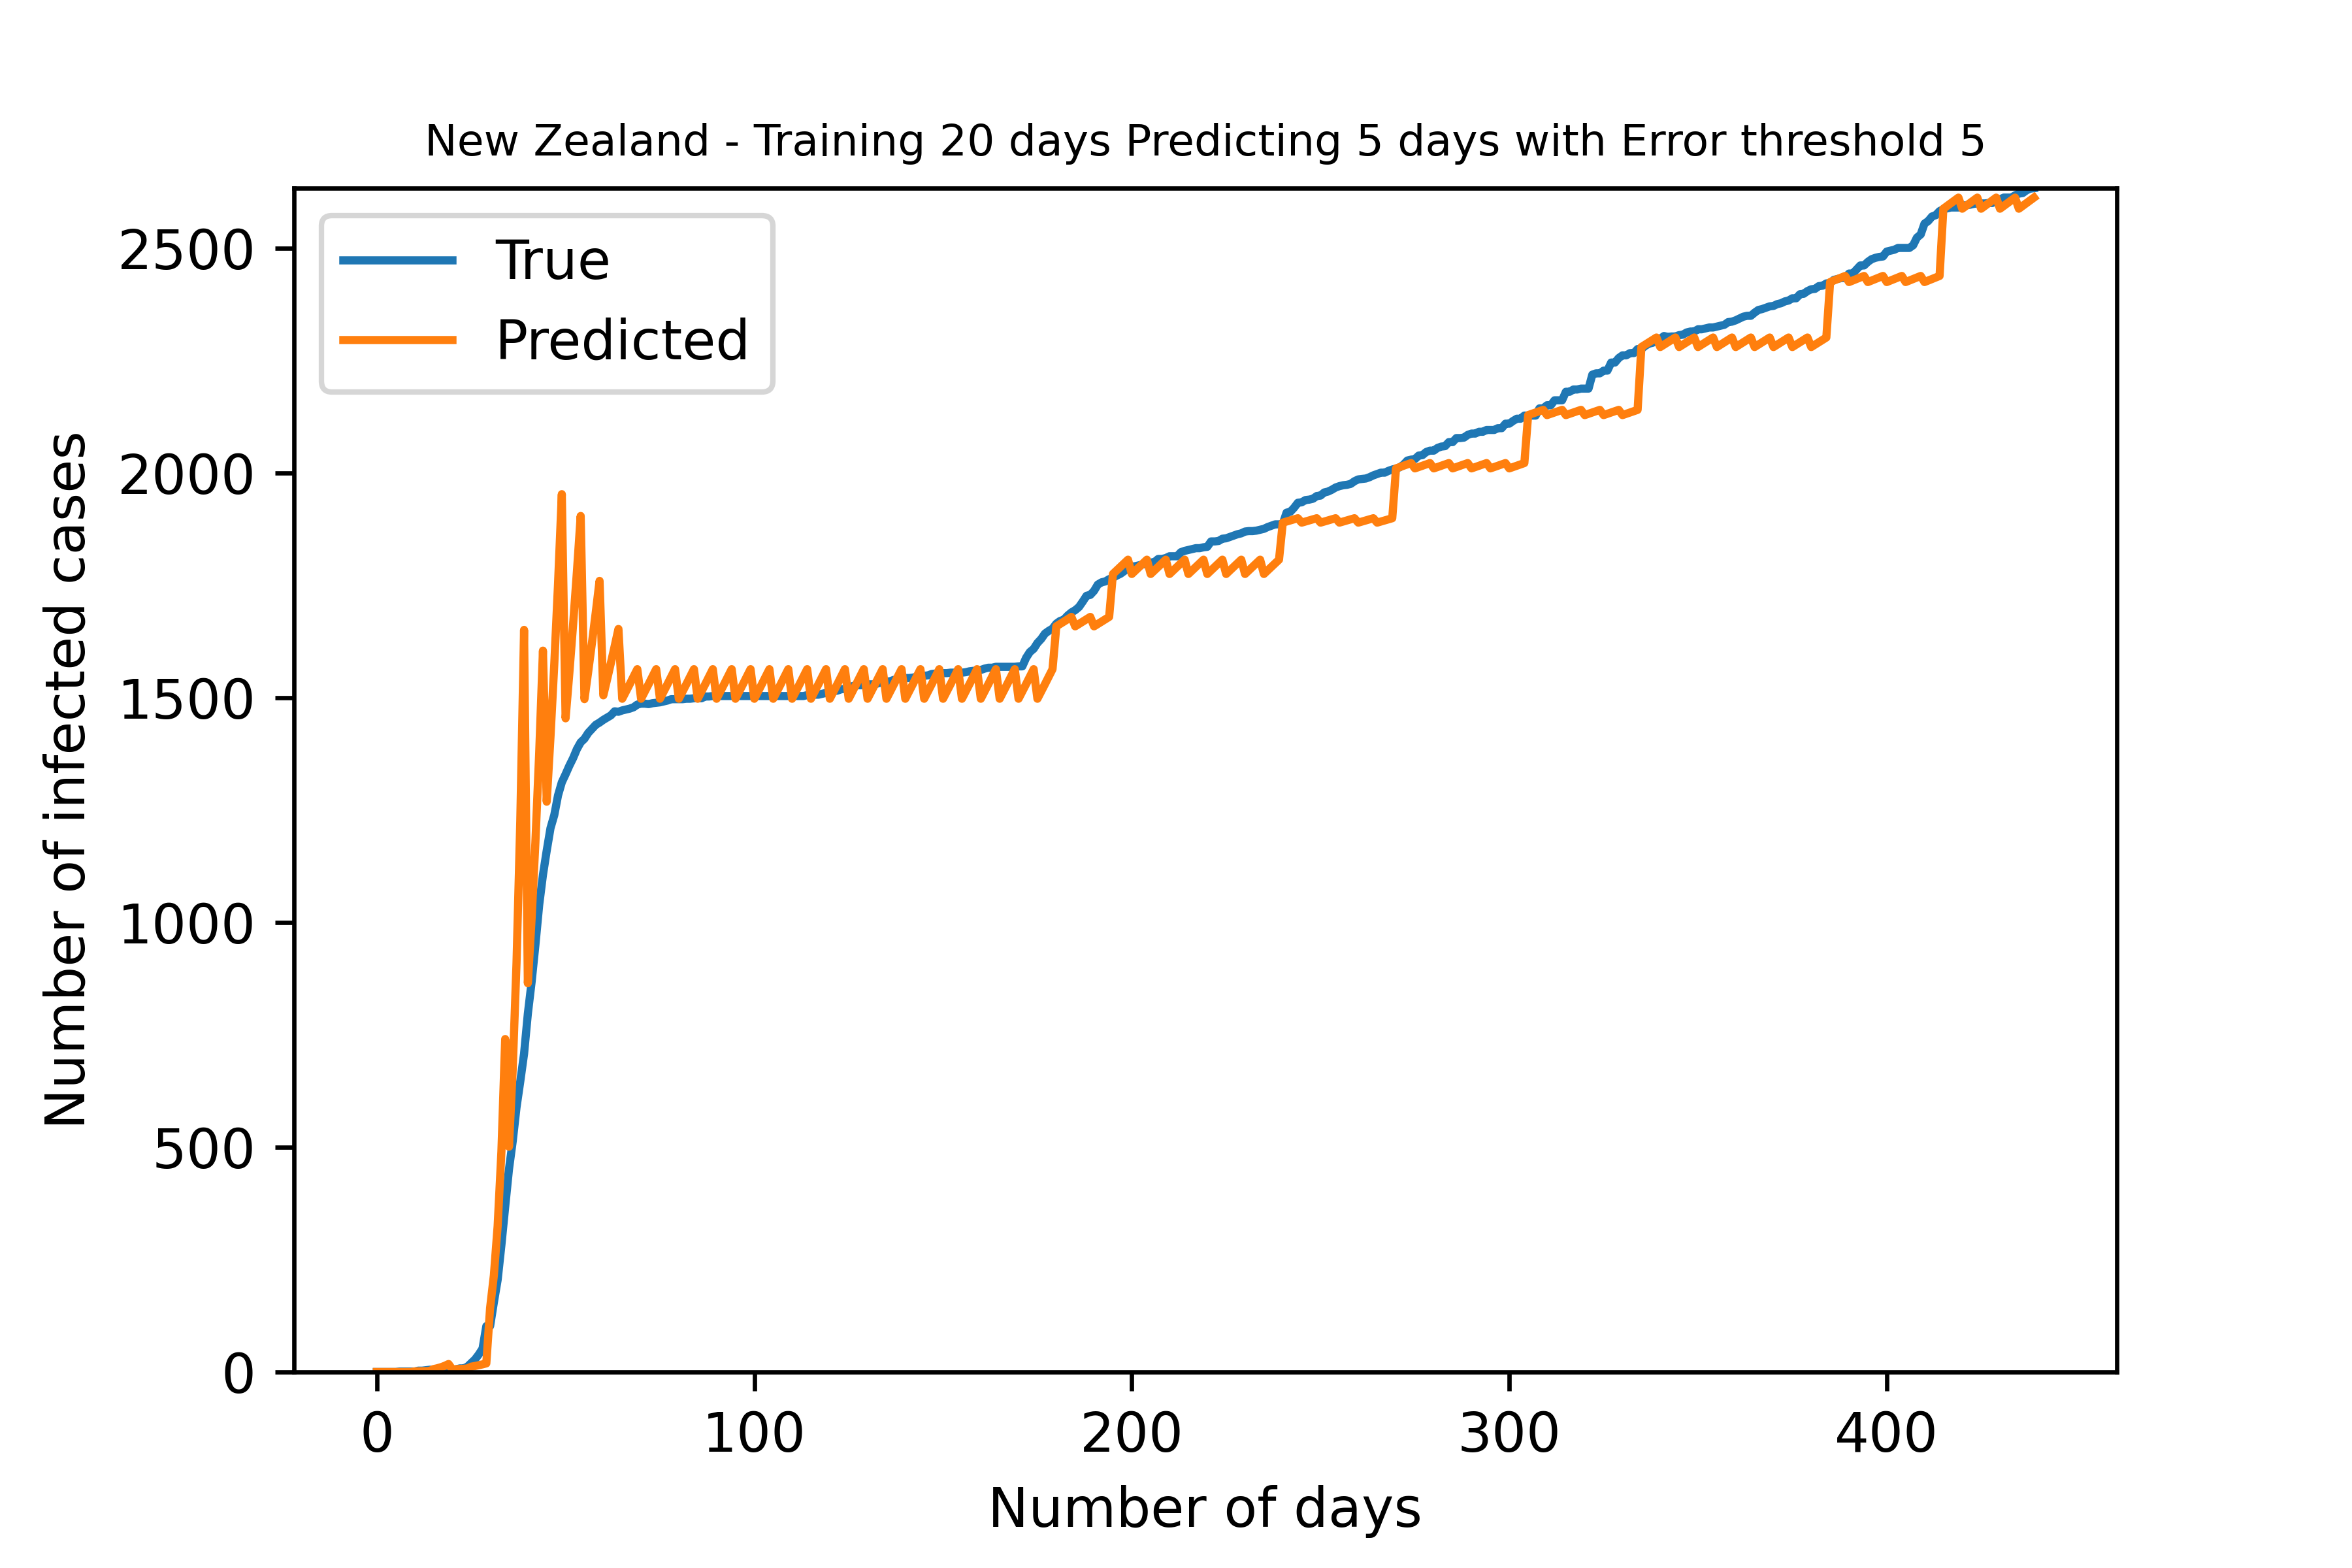 New Zealand - Training 20 days Predicting 5 days with Error threshold 5
True
Predicted
Number of infected cases
2500
2000
1500
1000
500
0
0 100 200 300 400
Number of days